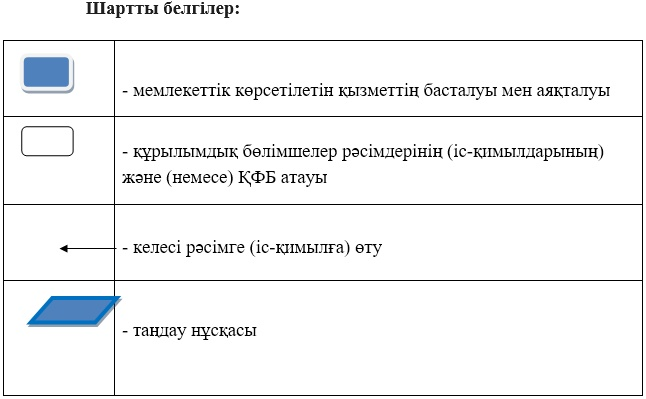 Шартты белгілер:
- мемлекеттік көрсетілетін қызметтің басталуы мен аяқталуы
- құрылымдық бөлімшелер рәсімдерінің (іс-қимылдарының)
және (немесе) ҚФБ атауы
- келесі рәсімге (іс-қимылға) өту
- таңдау нұсқасы